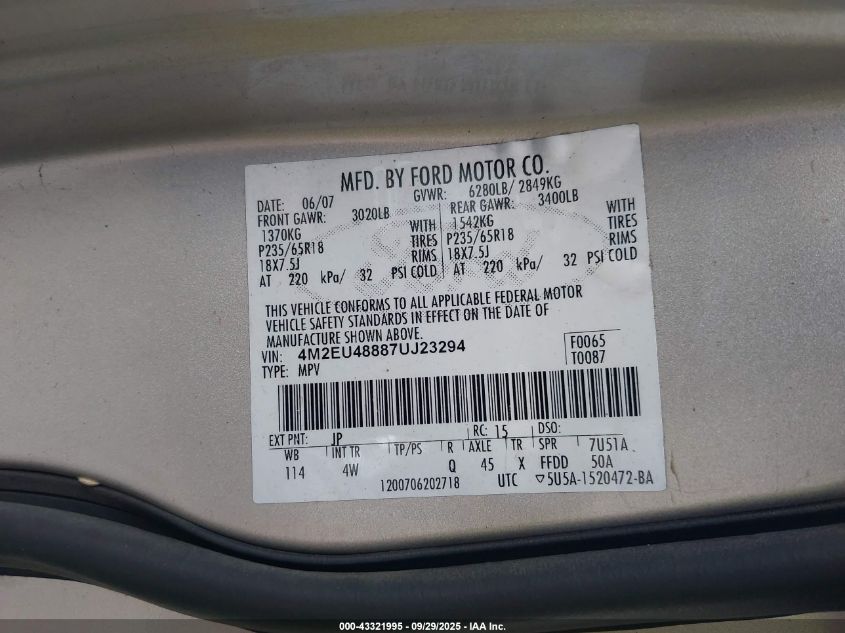 MFD. BY FORD MOTOR CO.
DATE: 06/07 GVWR: 6280LB/ 2849KG
FRONT GAWR: 3020LB REAR GAWR: 3400LB
1370KG WITH 1542KG WITH
P235/65R18 TIRES P235/65R18 TIRES
18X7.5J RIMS 18X7.5J RIMS
AT 220 kPa/ 32 PSI COLD AT 220 kPa/ 32 PSI COLD
THIS VEHICLE CONFORMS TO ALL APPLICABLE FEDERAL MOTOR
VEHICLE SAFETY STANDARDS IN EFFECT ON THE DATE OF
MANUFACTURE SHOWN ABOVE.
VIN: 4M2EU48887UJ23294 F0065
TYPE: MPV T0087
EXT PNT: JP RC: 15 DSO:
WB INT TR TP/PS R AXLE TR SPR 7U51A
114 4W Q 45 X FFDD 50A
1200706202718 UTC ▽5U5A-1520472-BA
000-43321995 - 09/29/2025 - IAA Inc.